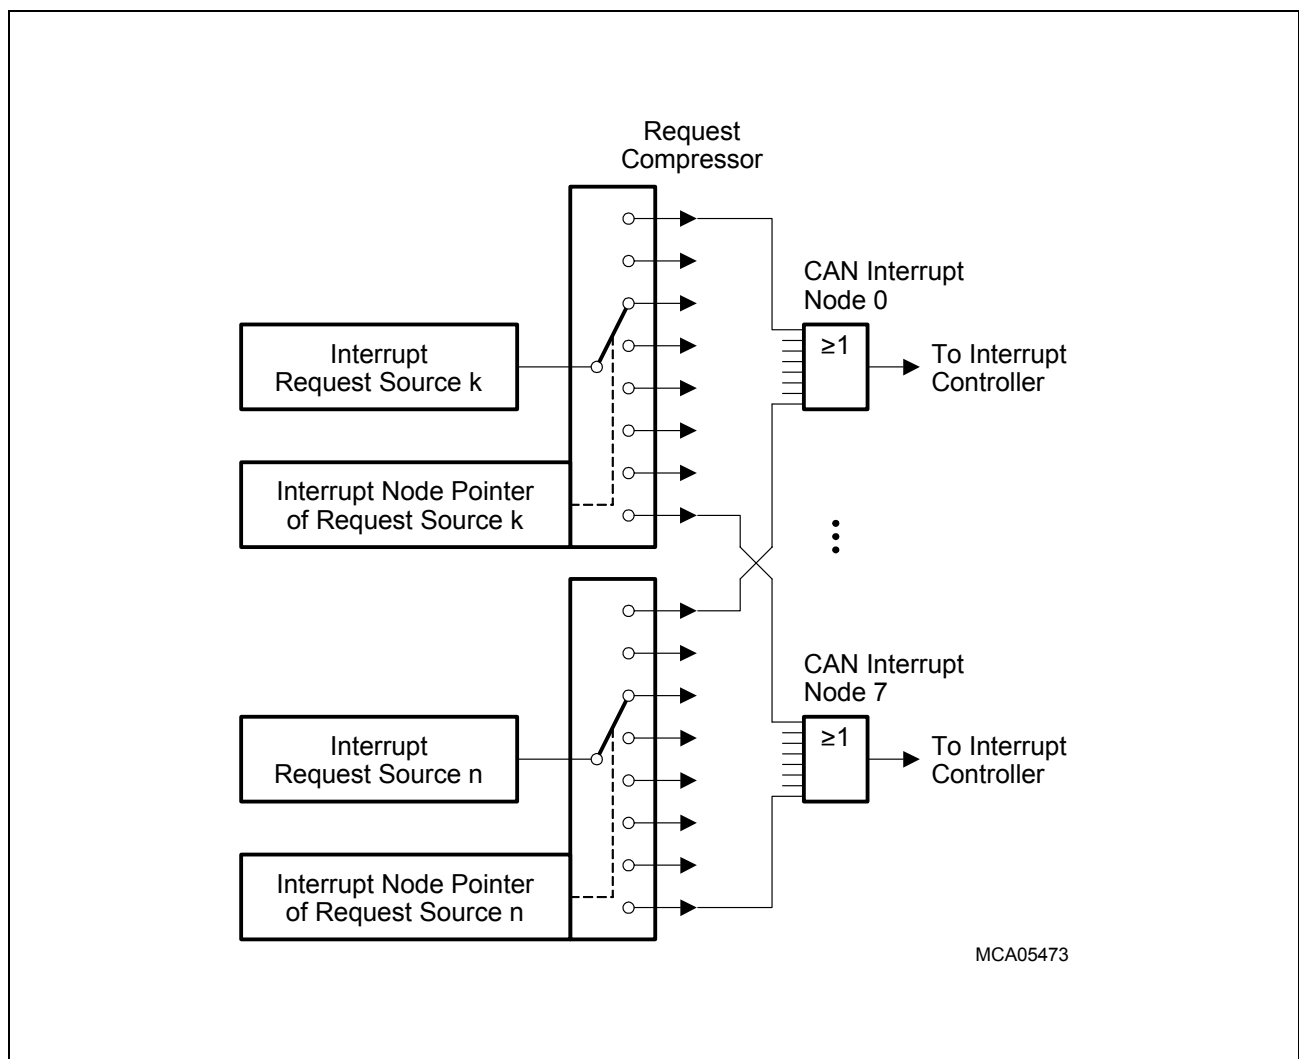 Request
Compressor
CAN Interrupt
Node 0
Interrupt
Request Source k
≥1
To Interrupt
Controller
Interrupt Node Pointer
of Request Source k
CAN Interrupt
Node 7
Interrupt
Request Source n
≥1
To Interrupt
Controller
Interrupt Node Pointer
of Request Source n
MCA05473